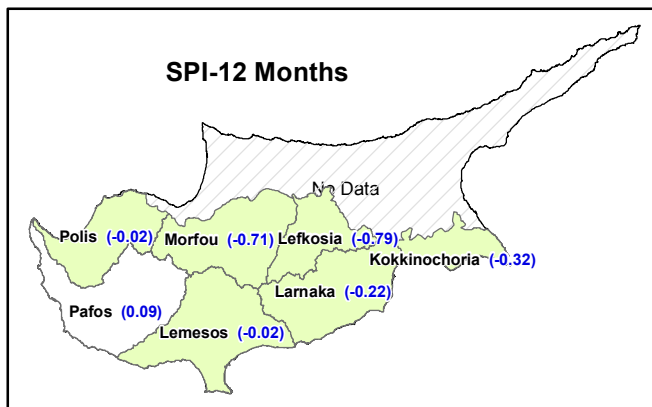 SPI-12 Months
No Data
Polis (-0.02)
Morfou (-0.71)
Lefkosia (-0.79)
Kokkinochoria (-0.32)
Pafos (0.09)
Larnaka (-0.22)
Lemesos (-0.02)